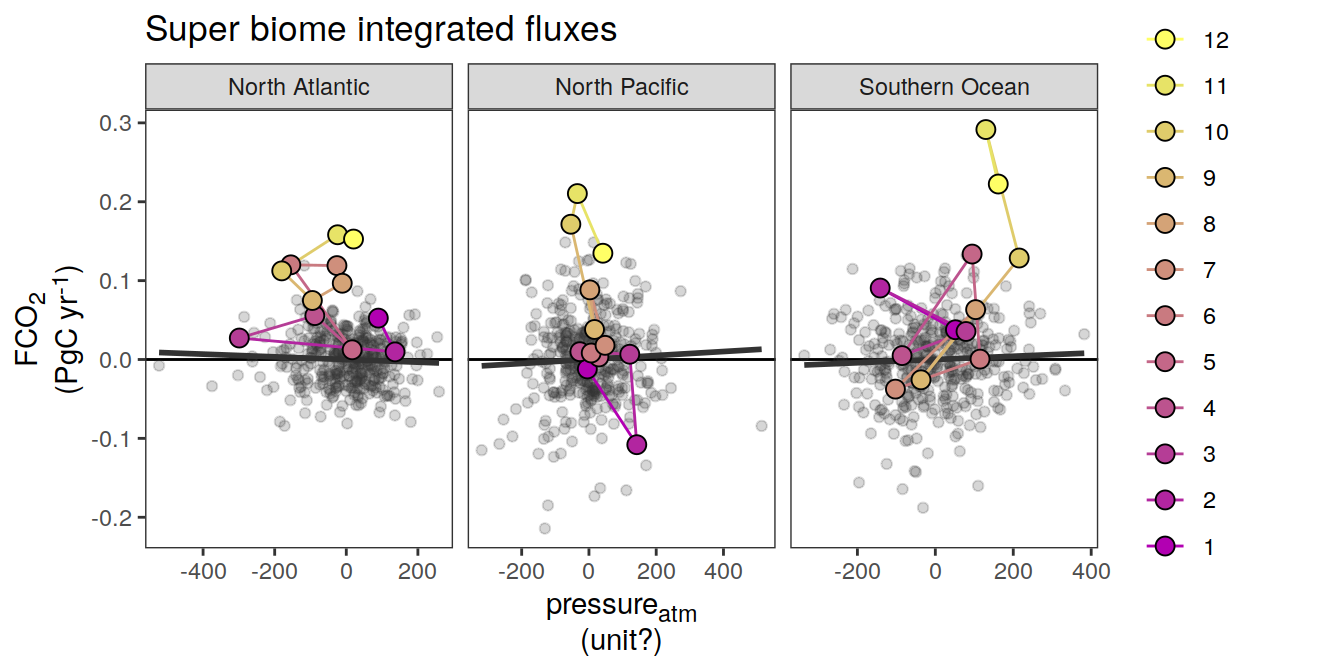 Super biome integrated fluxes
North Atlantic
North Pacific
Southern Ocean
0.3
0.2
0.1
0.0
-0.1
-0.2
FCO2
(PgC yr-1)
-400 -200 0 200
-200 0 200 400
-200 0 200 400
pressureatm
(unit?)
12
11
10
9
8
7
6
5
4
3
2
1